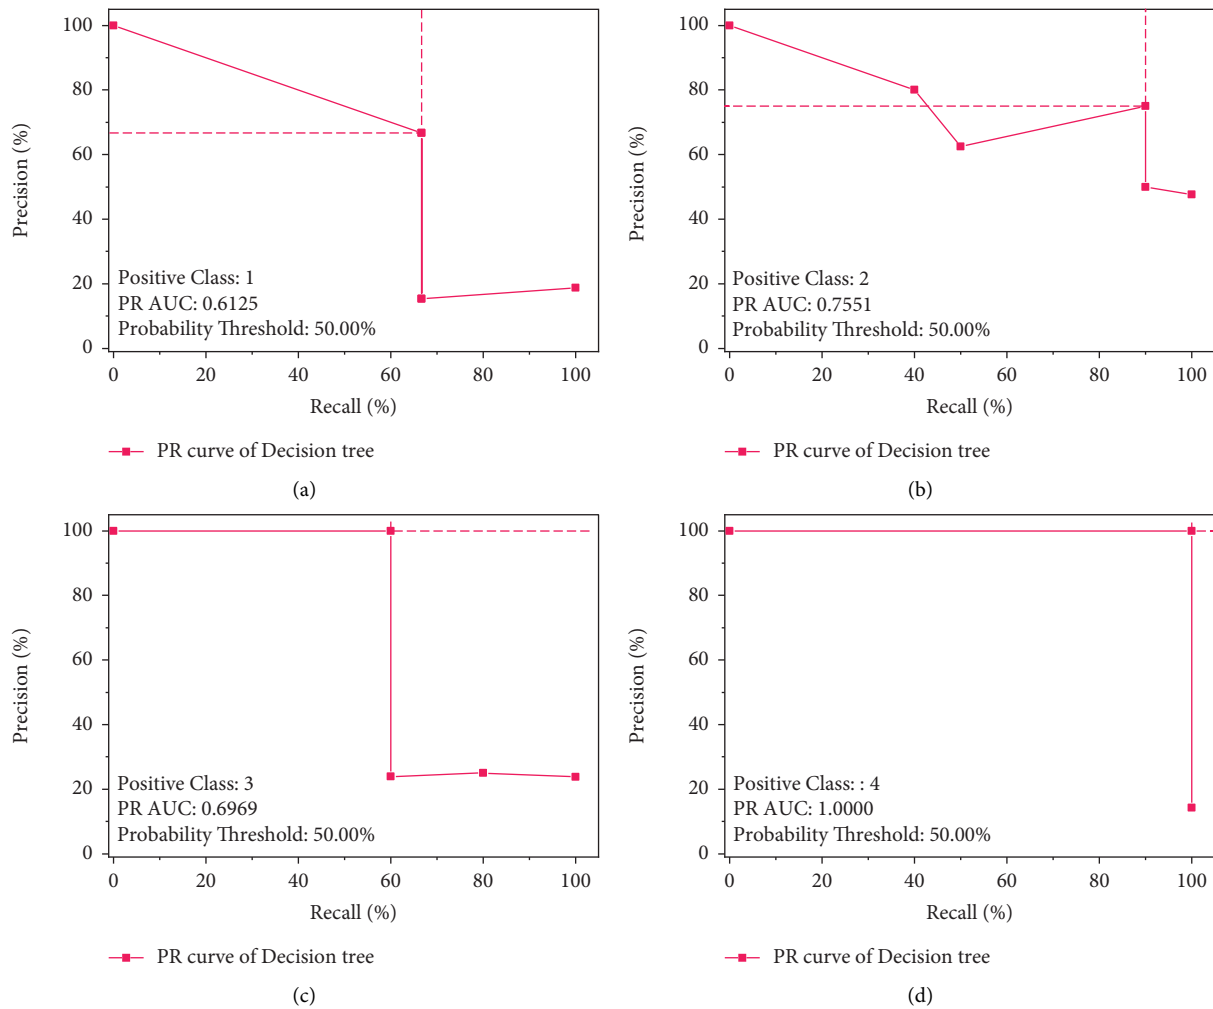 100
80
60
40
20
0
Precision (%)
Positive Class: 1
PR AUC: 0.6125
Probability Threshold: 50.00%
0 20 40 60 80 100
Recall (%)
PR curve of Decision tree
(a)
100
80
60
40
20
0
Precision (%)
Positive Class: 2
PR AUC: 0.7551
Probability Threshold: 50.00%
0 20 40 60 80 100
Recall (%)
PR curve of Decision tree
(b)
100
80
60
40
20
0
Precision (%)
Positive Class: 3
PR AUC: 0.6969
Probability Threshold: 50.00%
0 20 40 60 80 100
Recall (%)
PR curve of Decision tree
(c)
100
80
60
40
20
0
Precision (%)
Positive Class: : 4
PR AUC: 1.0000
Probability Threshold: 50.00%
0 20 40 60 80 100
Recall (%)
PR curve of Decision tree
(d)